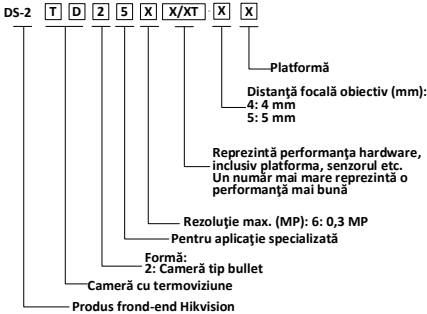 DS-2 T D 2 5 X X/XT - X X
Platformă
Distanţă focală obiectiv (mm):
4: 4 mm
5: 5 mm
Reprezintă performanţa hardware,
inclusiv platforma, senzorul etc.
Un număr mai mare reprezintă o
performanţă mai bună
Rezoluţie max. (MP): 6: 0,3 MP
Pentru aplicaţie specializată
Formă:
2: Cameră tip bullet
Cameră cu termoviziune
Produs frond-end Hikvision